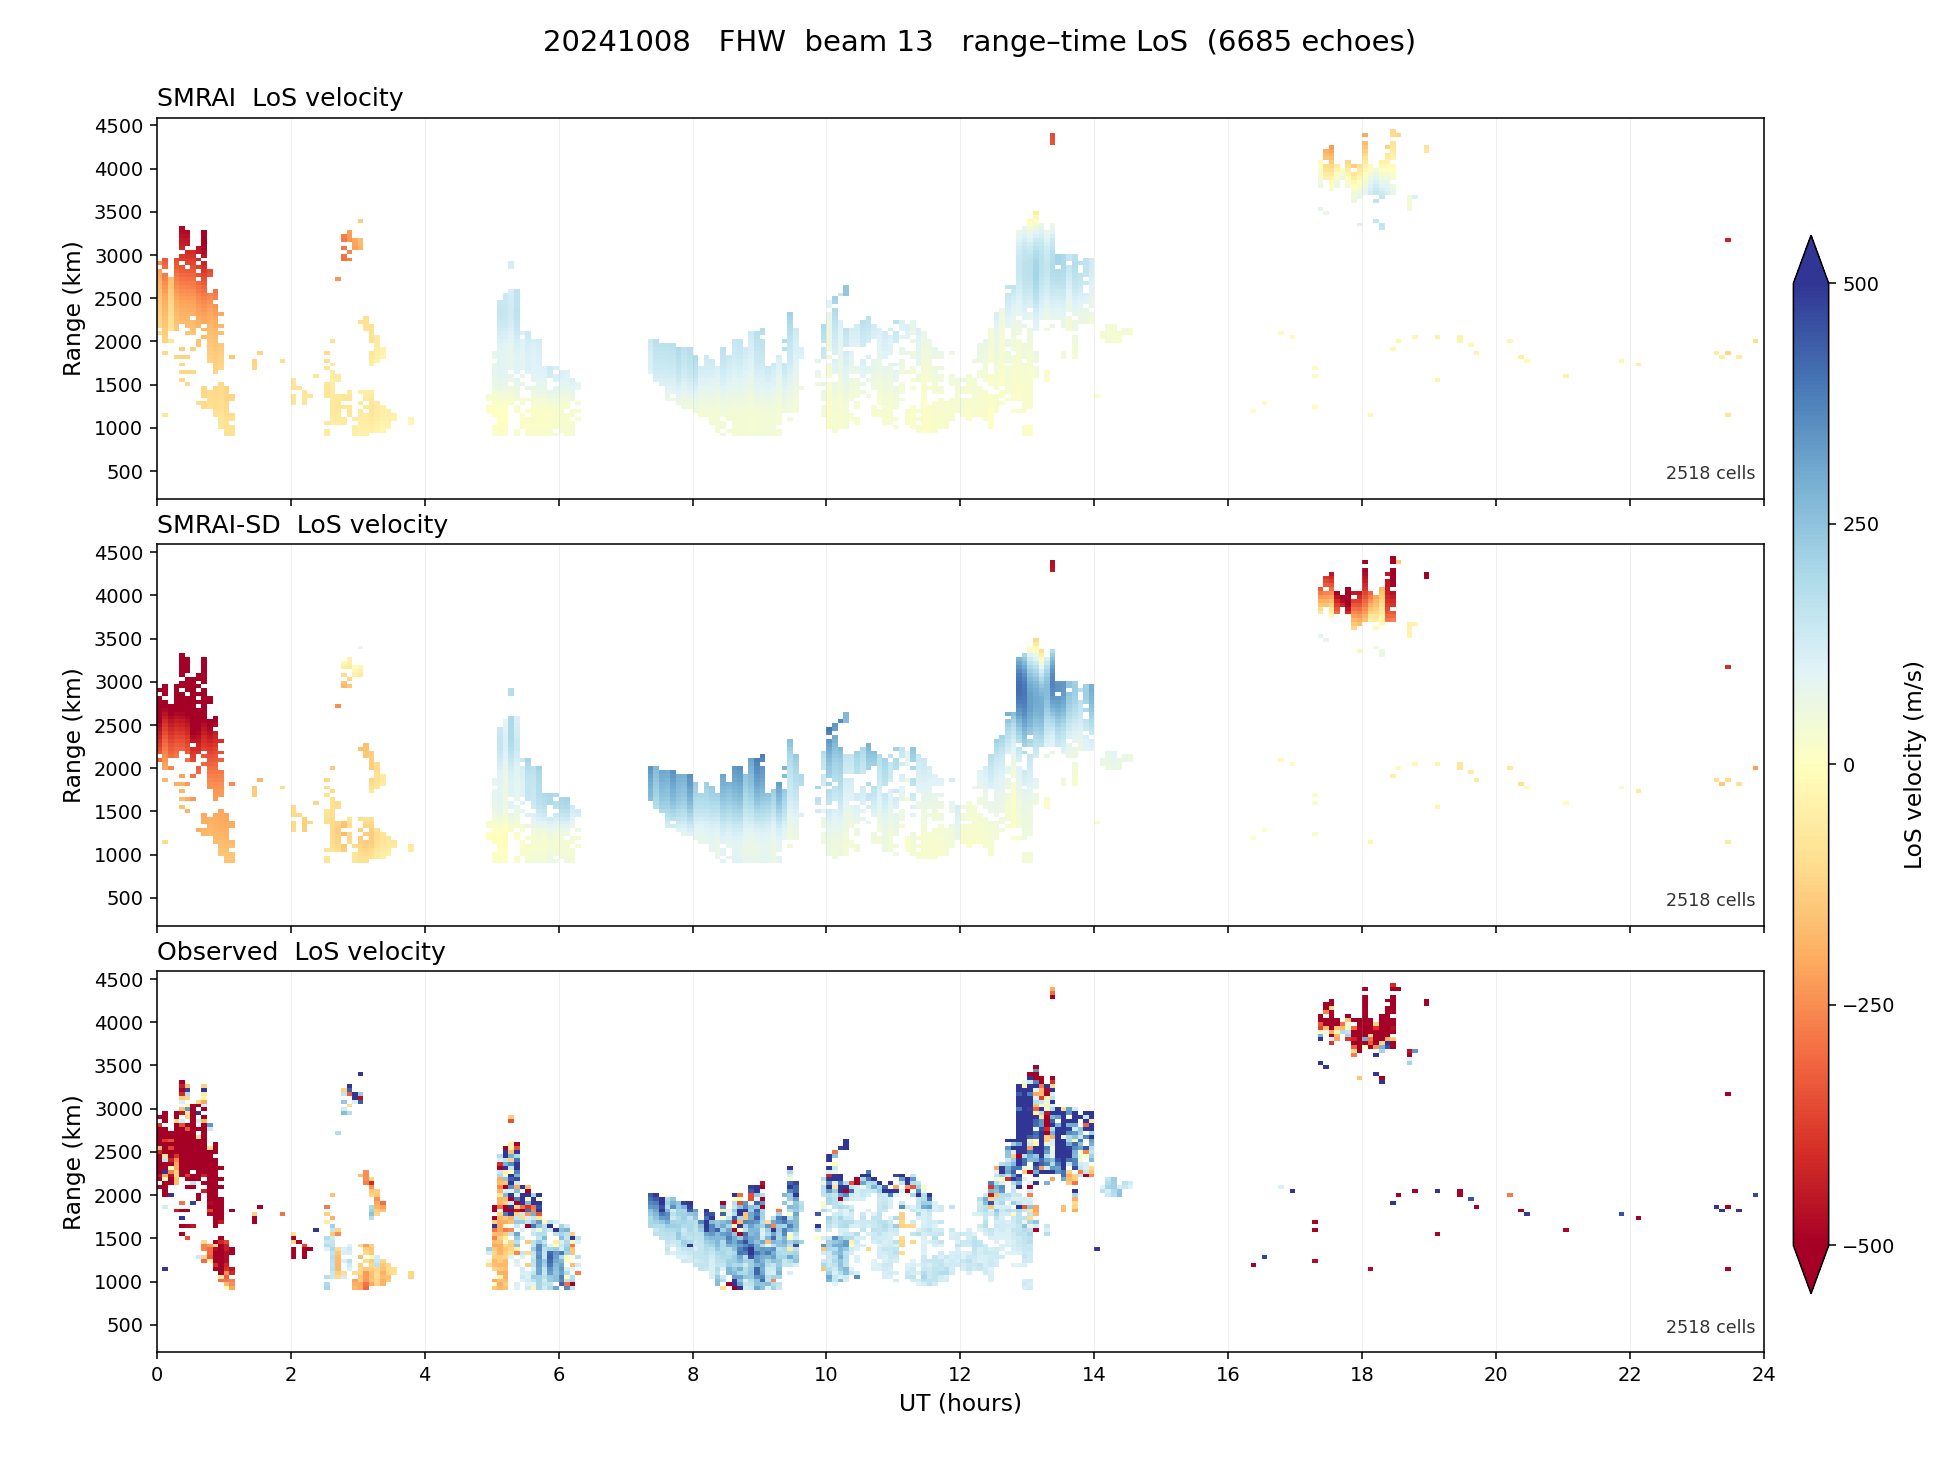 20241008   FHW  beam 13   range–time LoS  (6685 echoes)
SMRAI  LoS velocity
4500
4000
3500
3000
2500
2000
1500
1000
500
Range (km)
2518 cells
SMRAI-SD  LoS velocity
4500
4000
3500
3000
2500
2000
1500
1000
500
Range (km)
2518 cells
Observed  LoS velocity
4500
4000
3500
3000
2500
2000
1500
1000
500
Range (km)
2518 cells
0 2 4 6 8 10 12 14 16 18 20 22 24
UT (hours)
500
250
0
−250
−500
LoS velocity (m/s)